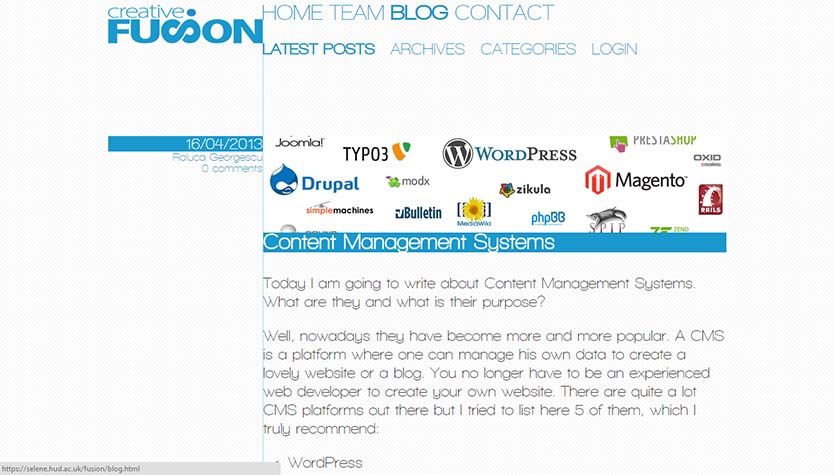 creative
FUSION
HOME TEAM BLOG CONTACT
LATEST POSTS ARCHIVES CATEGORIES LOGIN
16/04/2013
Raluca Georgescu
0 comments
Joomla!
TYPO3
WORDPRESS
PRESTASHOP
OXID
esales
Drupal
modx
zikula
Magento
RAILS
simplemachines
vBulletin
MediaWiki
phpBB
SPIP
ZEND
Content Management Systems
Today I am going to write about Content Management Systems.
What are they and what is their purpose?
Well, nowadays they have become more and more popular. A CMS
is a platform where one can manage his own data to create a
lovely website or a blog. You no longer have to be an experienced
web developer to create your own website. There are quite a lot
CMS platforms out there but I tried to list here 5 of them, which I
truly recommend:
• WordPress
https://selene.hud.ac.uk/fusion/blog.html